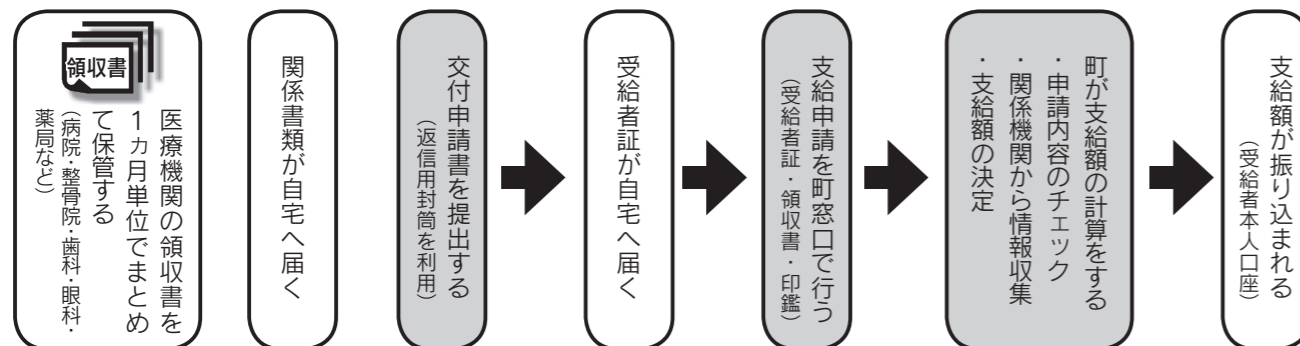 領収書
医療機関の領収書を
1ヵ月単位でまとめ
て保管する
(病院・整骨院・歯科・眼科・
薬局など)
関係書類が自宅へ届く
交付申請書を提出する
(返信用封筒を利用)
受給者証が自宅へ届く
支給申請を町窓口で行う
(受給者証・領収書・印鑑)
町が支給額の計算をする
・申請内容のチェック
・関係機関から情報収集
・支給額の決定
支給額が振り込まれる
(受給者本人口座)